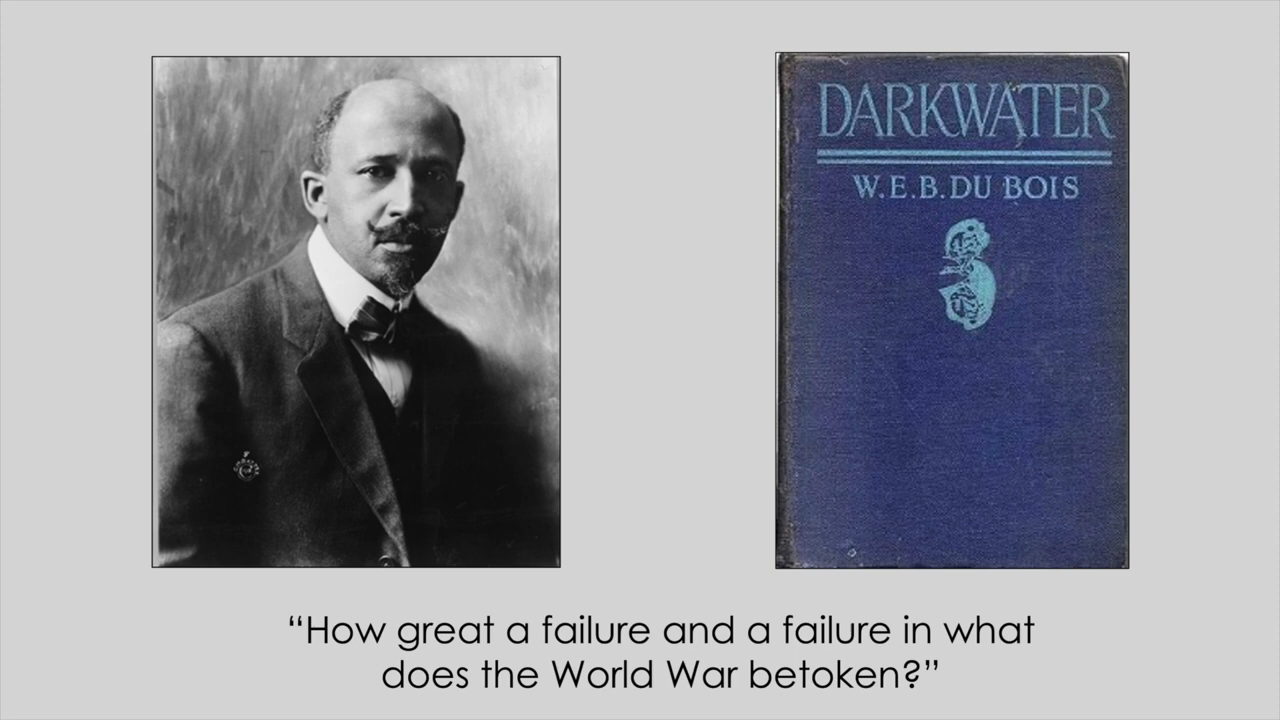 DARKWATER
W.E.B. DU BOIS
“How great a failure and a failure in what
does the World War betoken?”